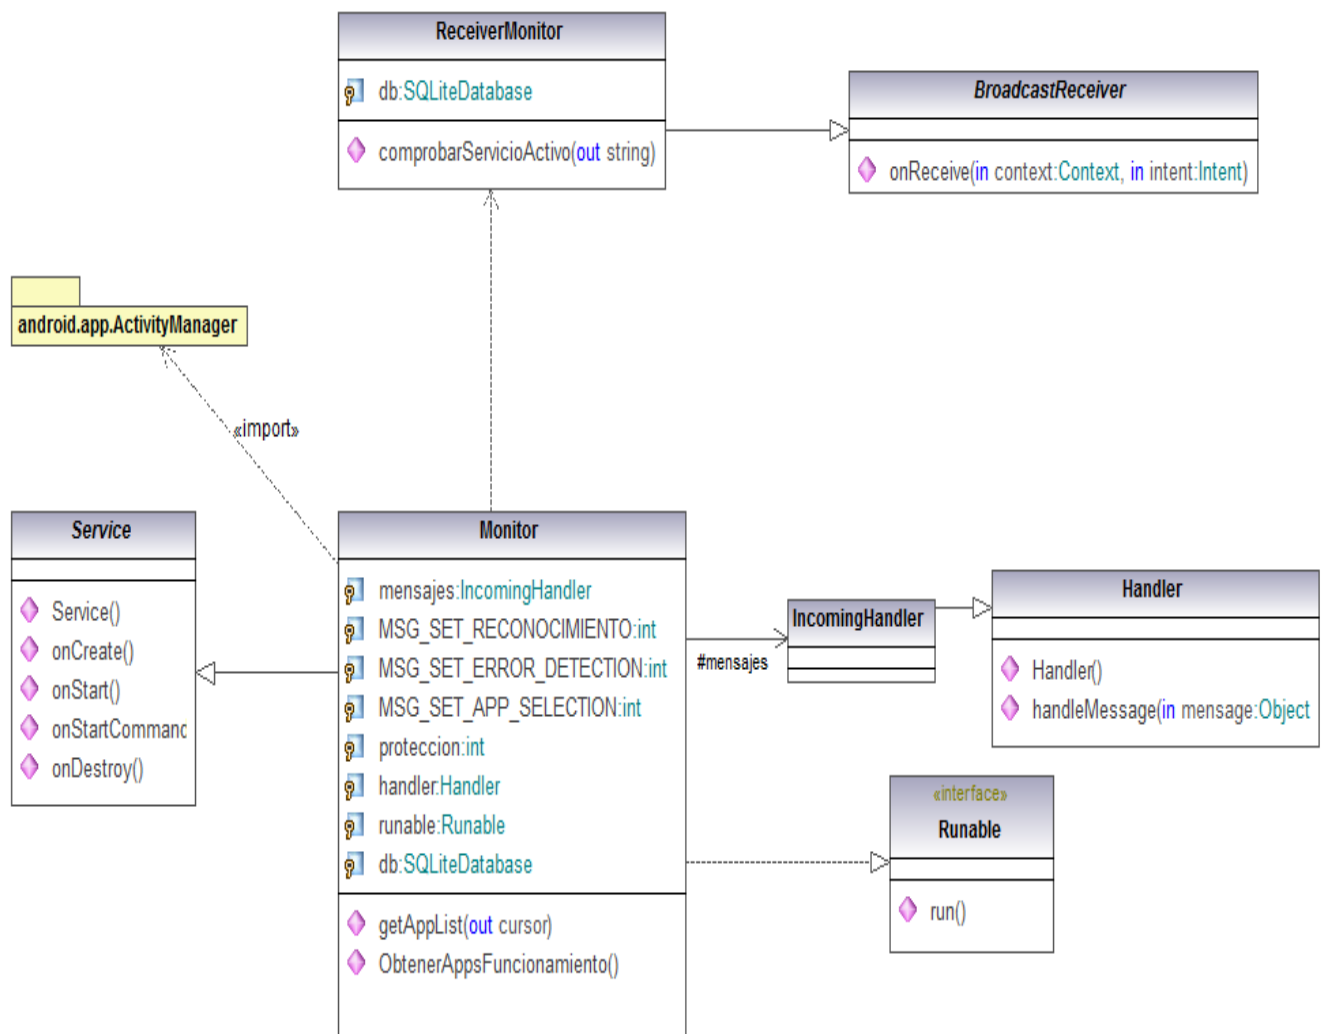 ReceiverMonitor
db:SQLiteDatabase
comprobarServicioActivo(out string)
BroadcastReceiver
onReceive(in context:Context, in intent:Intent)
android.app.ActivityManager
«import»
Service
Service()
onCreate()
onStart()
onStartCommand
onDestroy()
Monitor
mensajes:IncomingHandler
MSG_SET_RECONOCIMIENTO:int
MSG_SET_ERROR_DETECTION:int
MSG_SET_APP_SELECTION:int
proteccion:int
handler:Handler
runable:Runable
db:SQLiteDatabase
getAppList(out cursor)
ObtenerAppsFuncionamiento()
#mensajes
IncomingHandler
Handler
Handler()
handleMessage(in mensage:Object
«interface»
Runable
run()